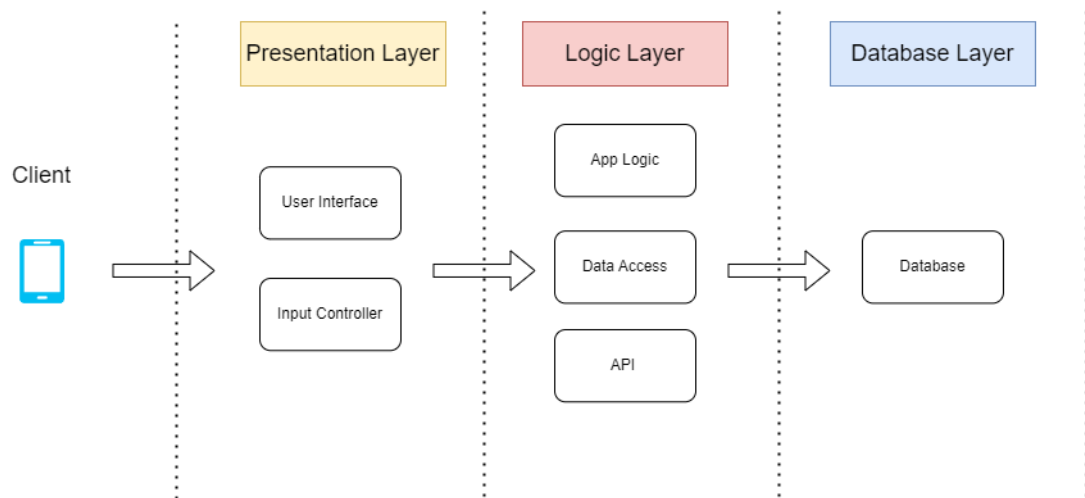 Presentation Layer
Logic Layer
Database Layer
Client
User Interface
Input Controller
App Logic
Data Access
API
Database